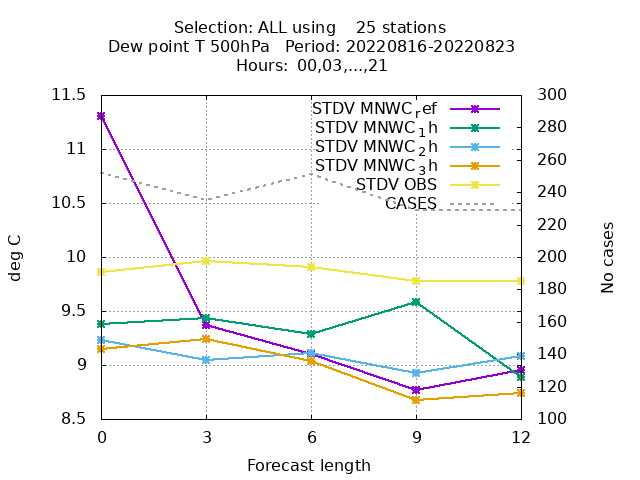 Selection: ALL using    25 stations
Dew point T 500hPa   Period: 20220816-20220823
Hours:  00,03,...,21
STDV MNWC_ref
STDV MNWC_1h
STDV MNWC_2h
STDV MNWC_3h
STDV OBS
CASES
11.5
11
10.5
10
9.5
9
8.5
deg C
300
280
260
240
220
200
180
160
140
120
100
No cases
0 3 6 9 12
Forecast length